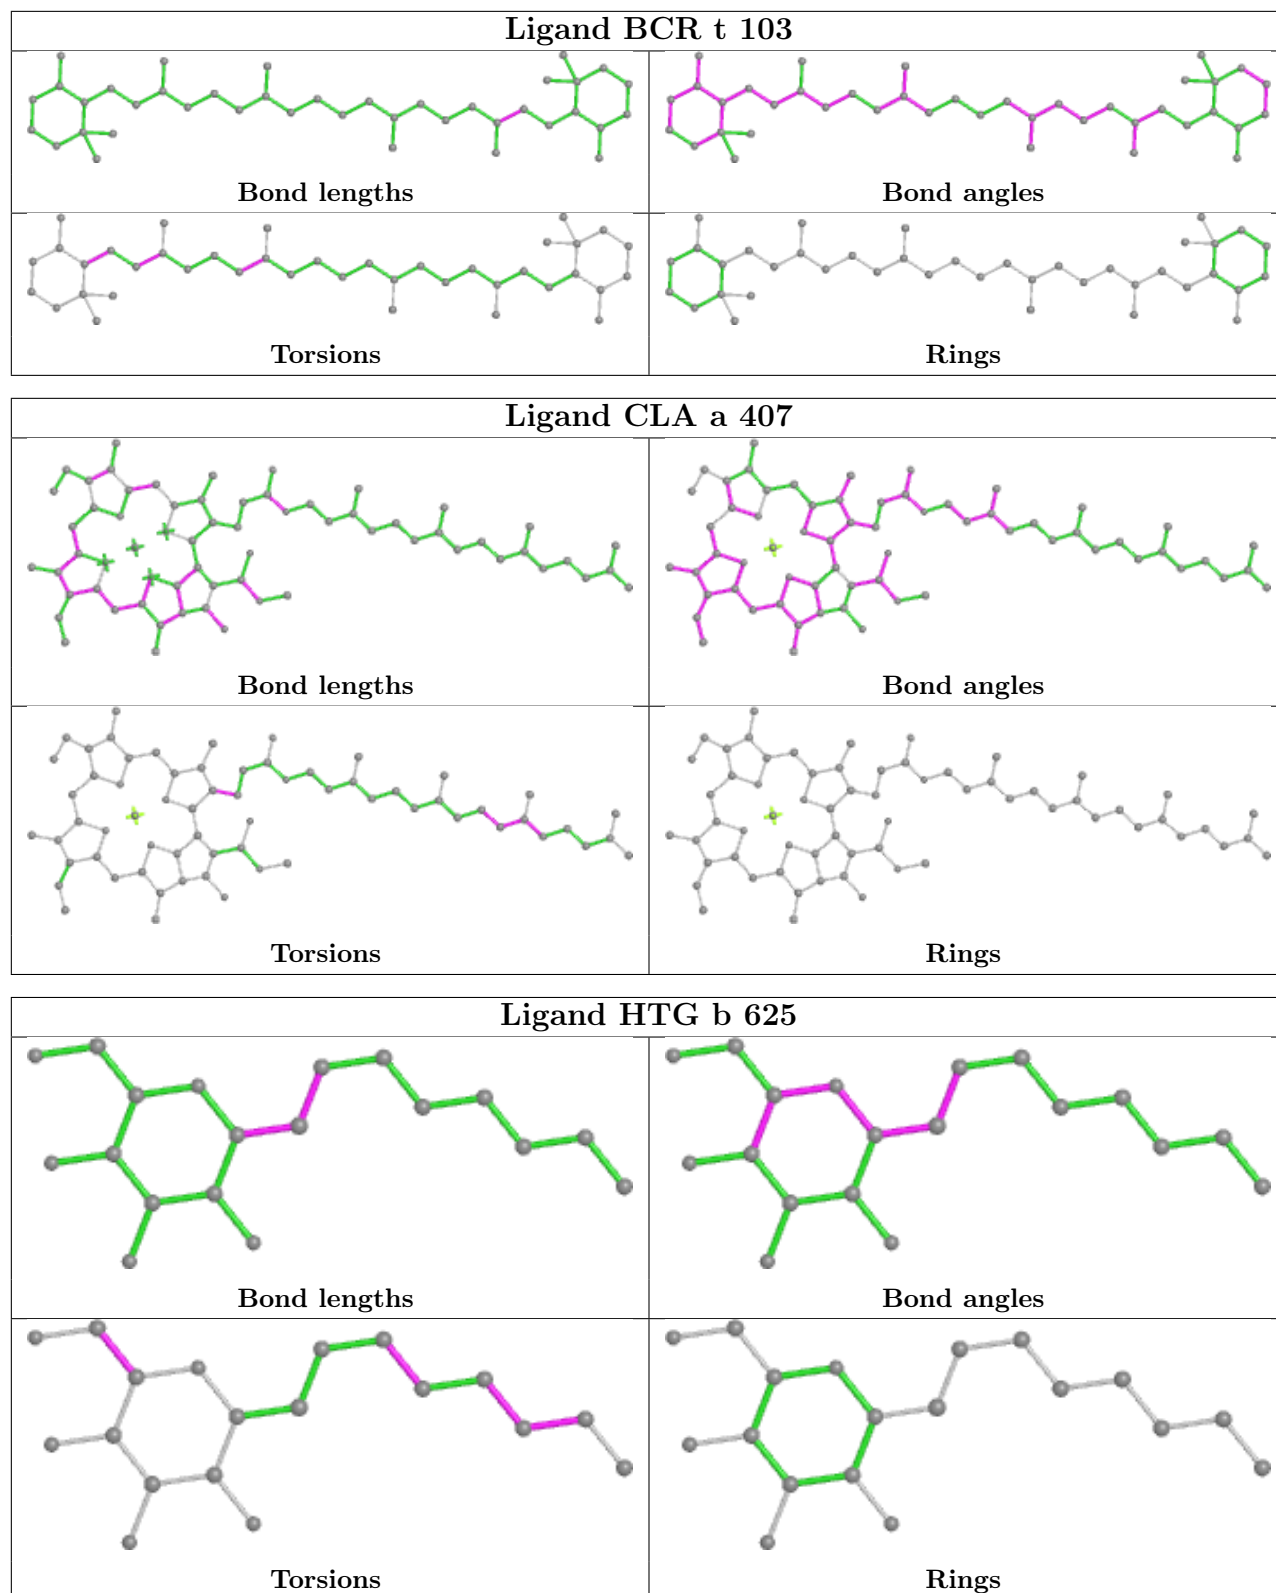 Ligand BCR t 103
Bond lengths
Bond angles
Torsions
Rings
Ligand CLA a 407
Bond lengths
Bond angles
Torsions
Rings
Ligand HTG b 625
Bond lengths
Bond angles
Torsions
Rings